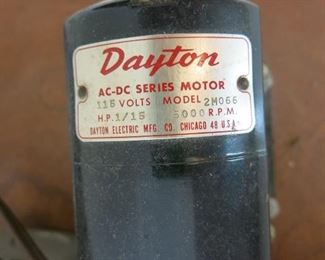 Dayton
AC-DC SERIES MOTOR
115 VOLTS MODEL 2M066
H.P. 1/15 5000 R.P.M.
DAYTON ELECTRIC MFG. CO. CHICAGO 48 U.S.A.